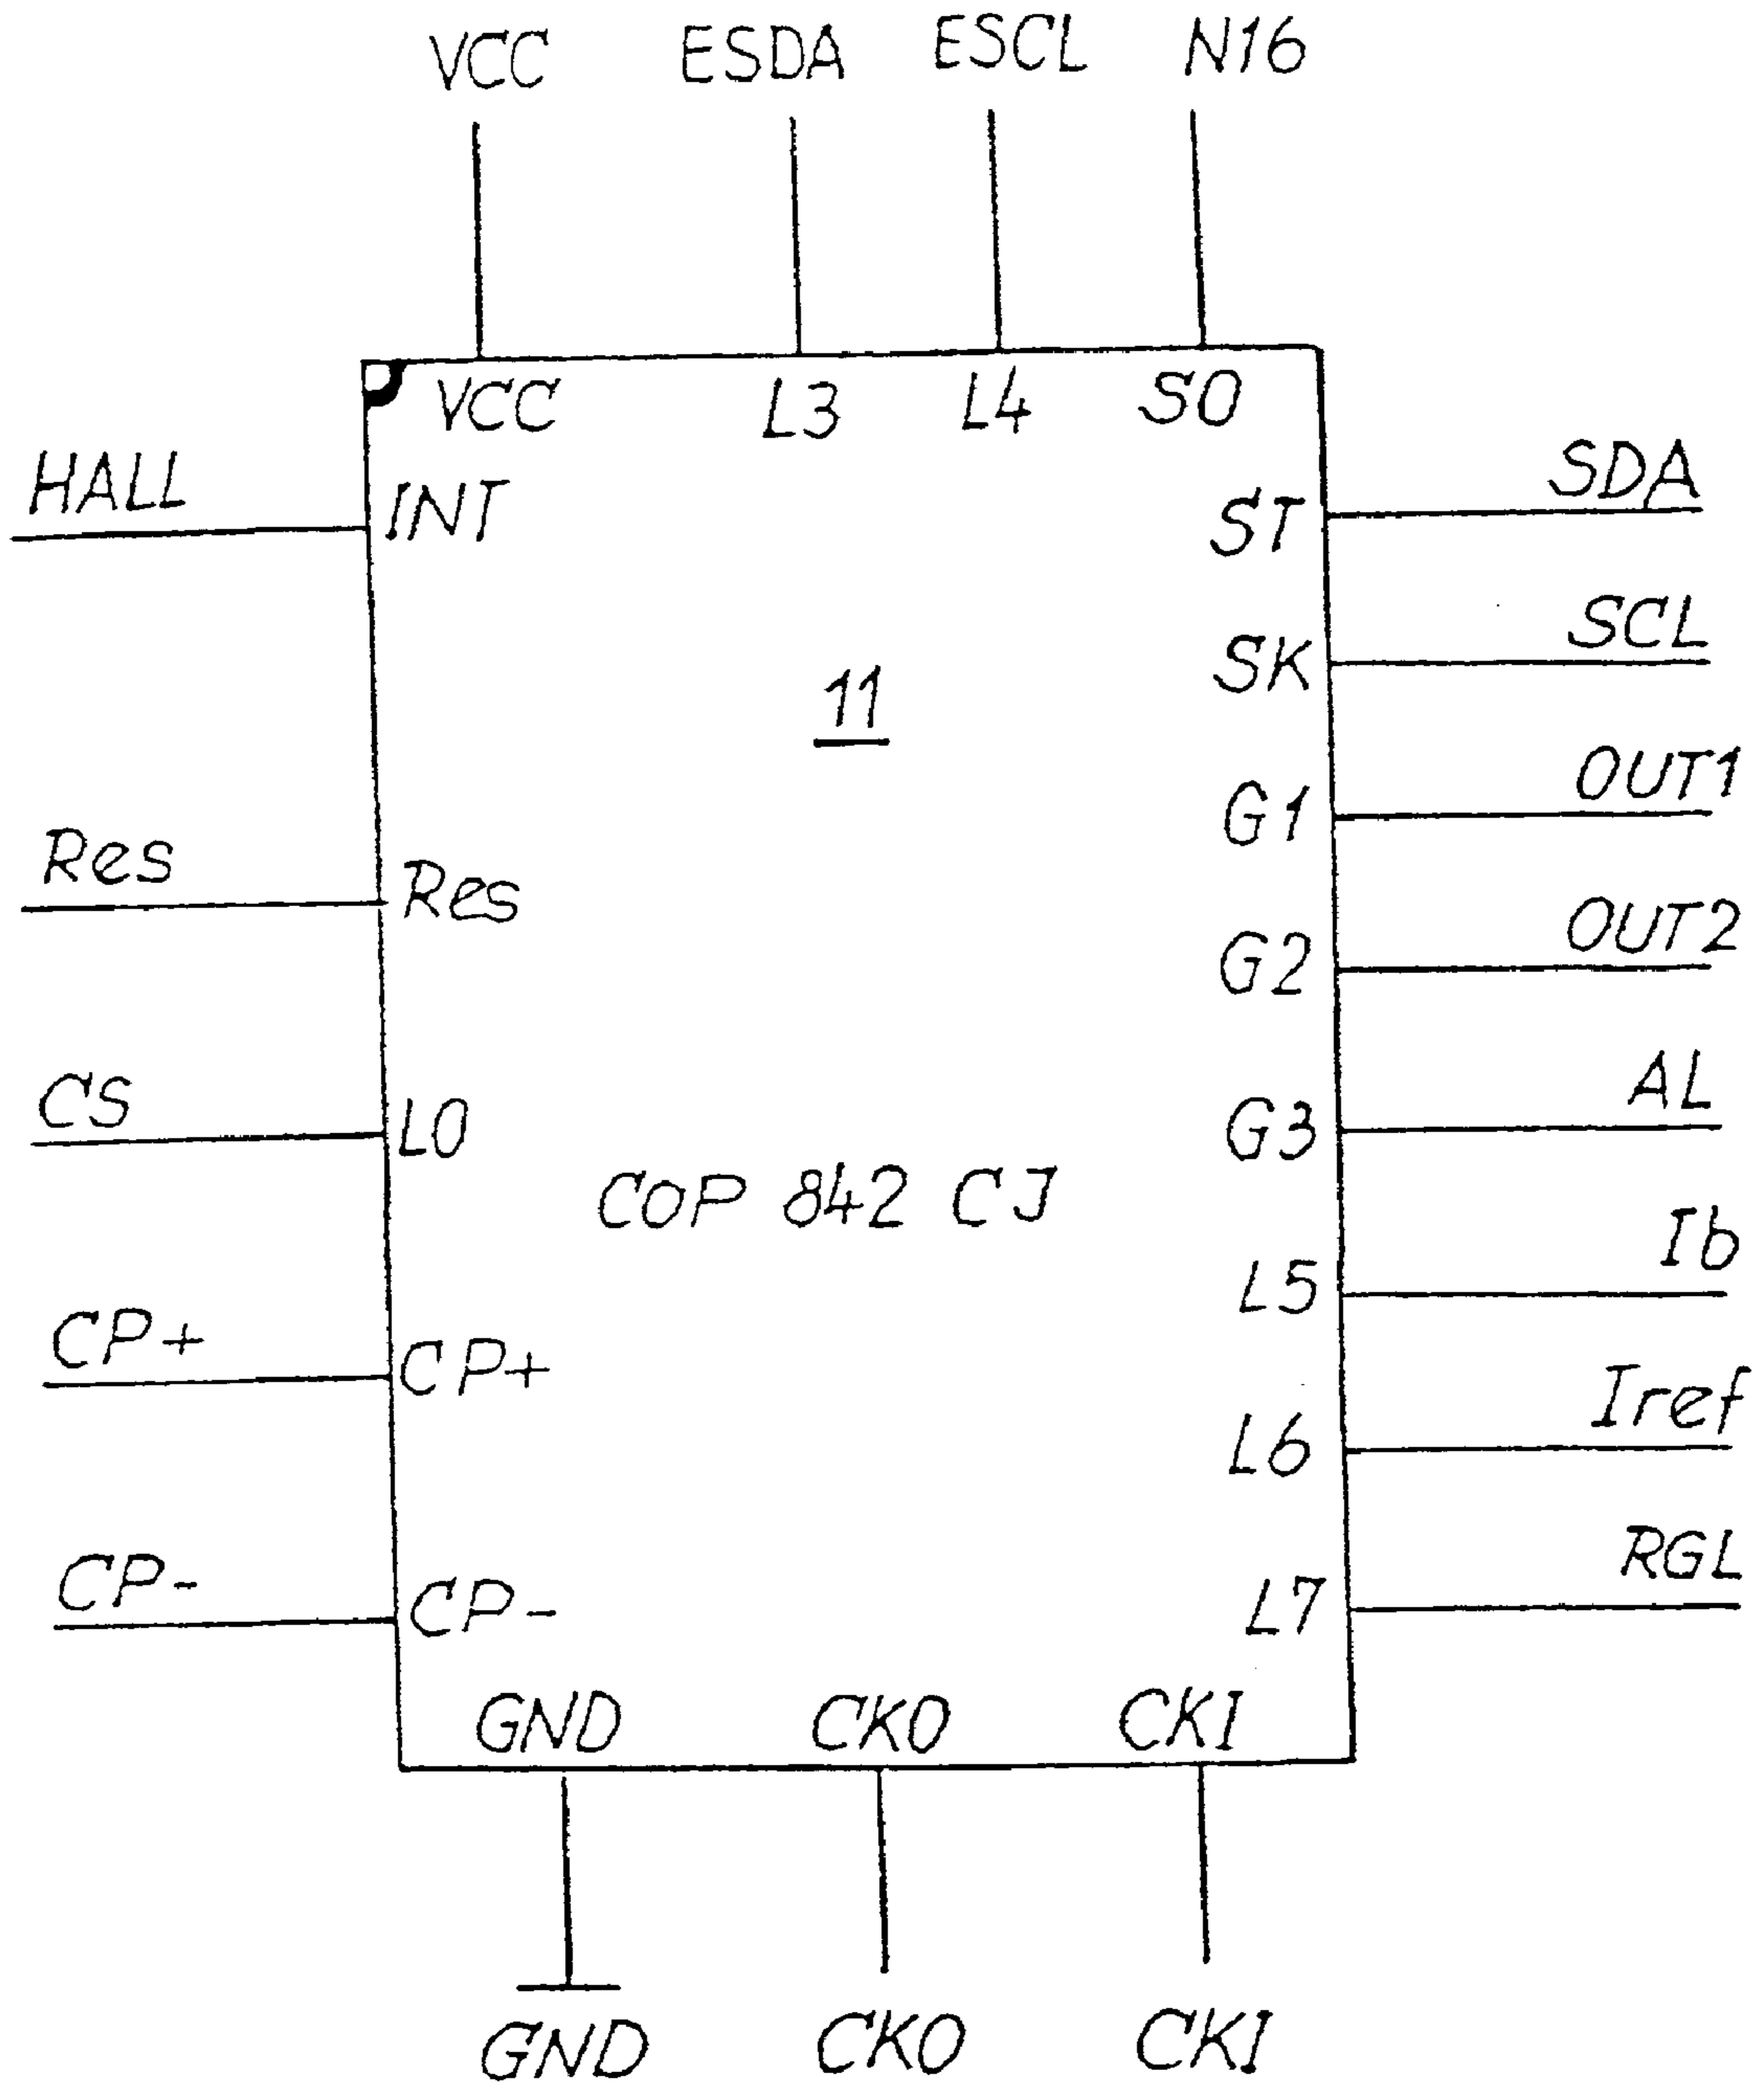 VCC ESDA ESCL N16
VCC L3 L4 SO
HALL INT ST SDA
SK SCL
11
G1 OUT1
Res Res
G2 OUT2
CS L0 G3 AL
COP 842 CJ
L5 Ib
CP+ CP+
L6 Iref
CP- CP- L7 RGL
GND CKO CKI
GND CKO CKI